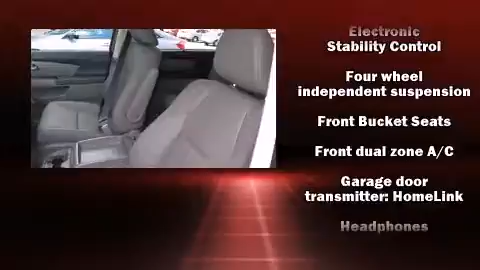 Electronic
Stability Control
Four wheel
independent suspension
Front Bucket Seats
Front dual zone A/C
Garage door
transmitter: HomeLink
Headphones